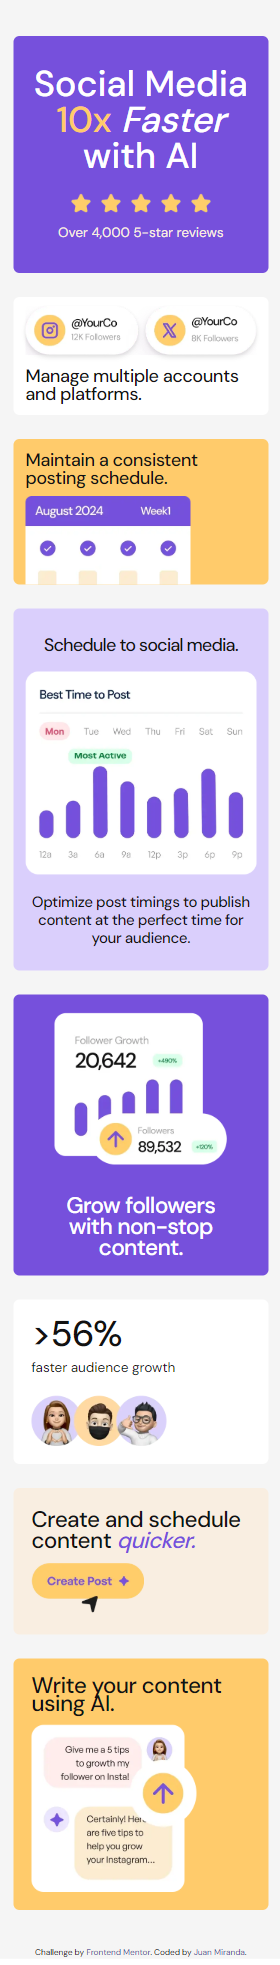 Social Media
10x Faster
with AI
Over 4,000 5-star reviews
@YourCo
12K Followers
@YourCo
8K Followers
Manage multiple accounts
and platforms.
Maintain a consistent
posting schedule.
August 2024 Week1
Schedule to social media.
Best Time to Post
Mon Tue Wed Thu Fri Sat Sun
Most Active
12a 3a 6a 9a 12p 3p 6p 9p
Optimize post timings to publish
content at the perfect time for
your audience.
Follower Growth
20,642 +490%
Followers
89,532 +120%
Grow followers
with non-stop
content.
>56%
faster audience growth
Create and schedule
content quicker.
Create Post
Write your content
using AI.
Give me a 5 tips
to growth my
follower on Insta!
Certainly! Here
are five tips to
help you grow
your Instagram...
Challenge by Frontend Mentor. Coded by Juan Miranda.